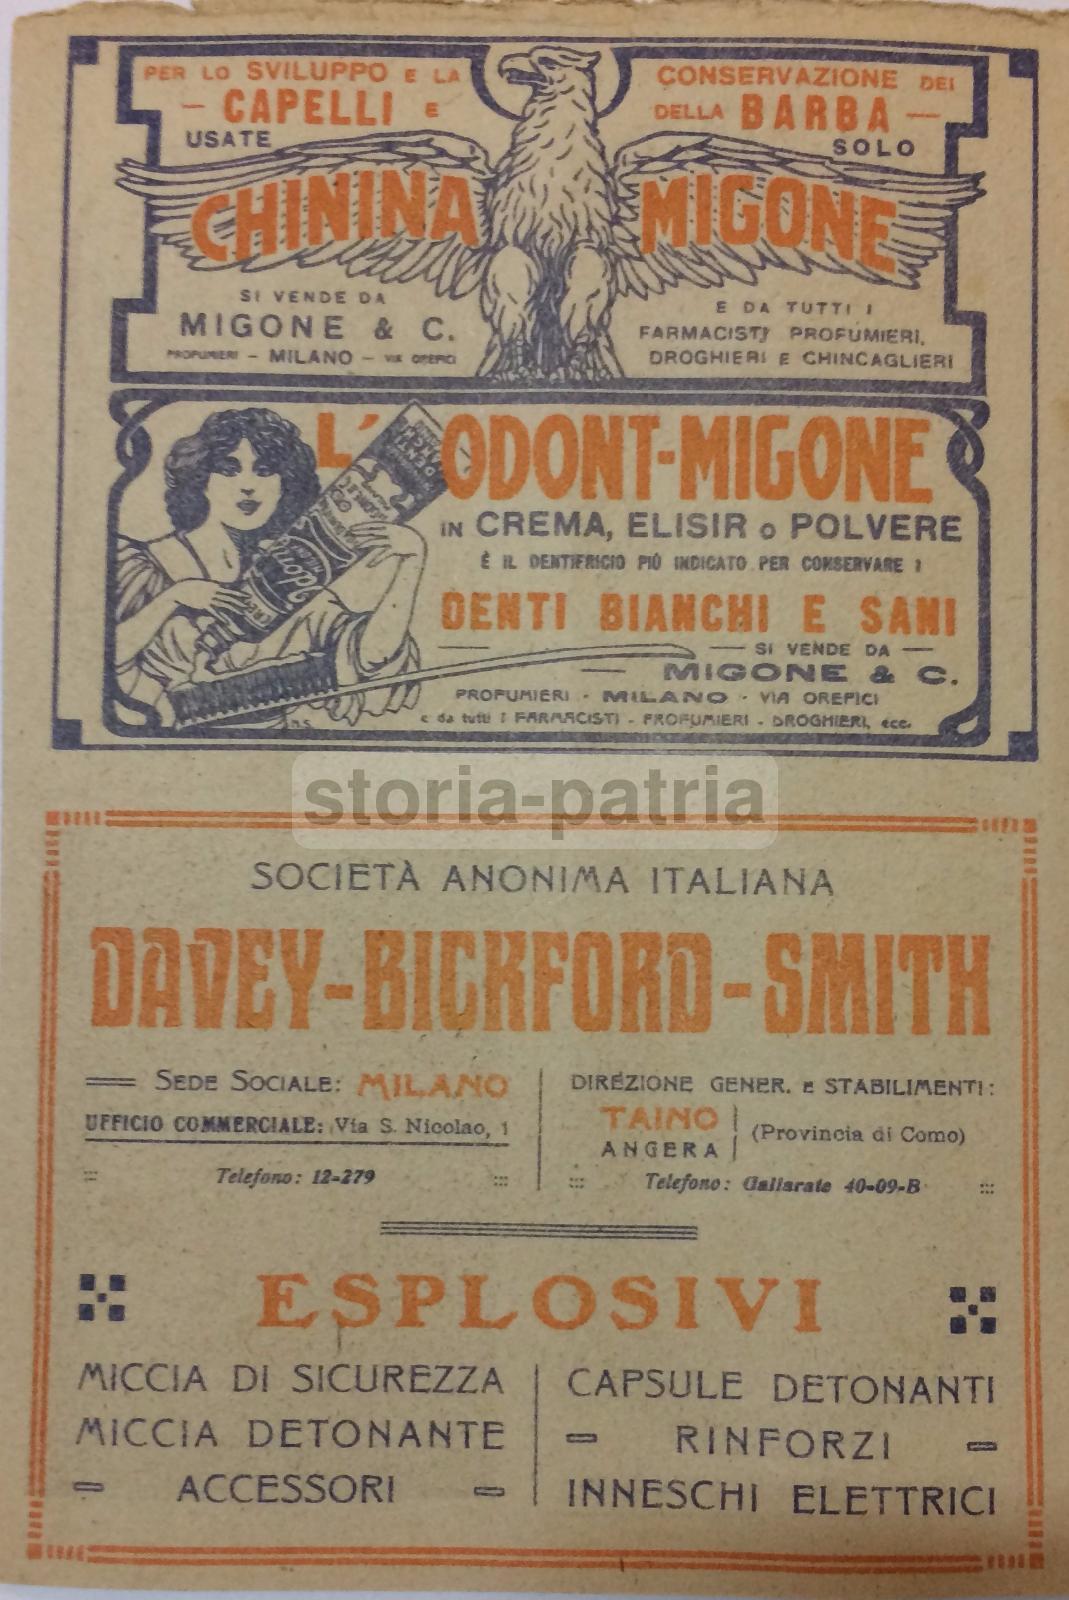 PER LO SVILUPPO E LA CONSERVAZIONE DEI
– CAPELLI E DELLA BARBA –
USATE SOLO
CHININA MIGONE
SI VENDE DA
MIGONE & C.
PROFUMIERI – MILANO – VIA OREFICI
E DA TUTTI I
FARMACISTI PROFUMIERI,
DROGHIERI E CHINCAGLIERI
L'ODONT-MIGONE
IN CREMA, ELISIR o POLVERE
È IL DENTIFRICIO PIÙ INDICATO PER CONSERVARE I
DENTI BIANCHI E SANI
— SI VENDE DA —
— MIGONE & C.
PROFUMIERI - MILANO - VIA OREFICI
e da tutti i FARMACISTI - PROFUMIERI - DROGHIERI, ecc.
storia-patria
SOCIETÀ ANONIMA ITALIANA
DAVEY-BICKFORD-SMITH
SEDE SOCIALE: MILANO
UFFICIO COMMERCIALE: Via S. Nicolao, 1
Telefono: 12-279
DIREZIONE GENER. E STABILIMENTI:
TAINO
ANGERA
(Provincia di Como)
Telefono: Gallarate 40-09-B
ESPLOSIVI
MICCIA DI SICUREZZA
MICCIA DETONANTE
- ACCESSORI -
CAPSULE DETONANTI
- RINFORZI -
INNESCHI ELETTRICI